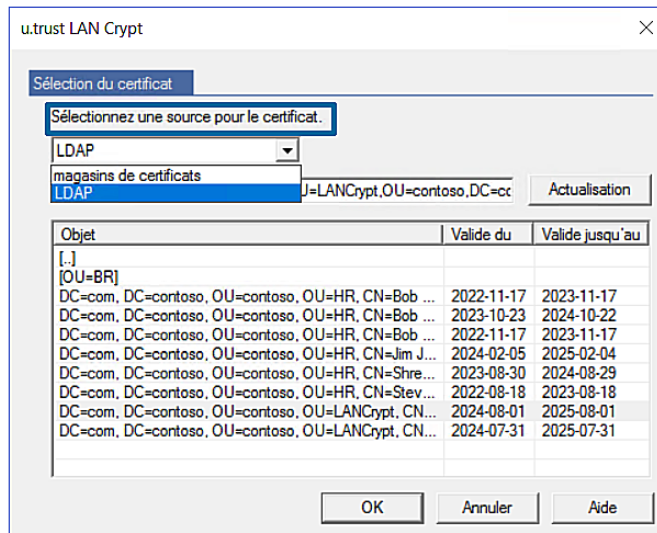 u.trust LAN Crypt
Sélection du certificat
Sélectionnez une source pour le certificat.
LDAP
magasins de certificats
LDAP
J=LANCrypt,OU=contoso,DC=cc Actualisation
Objet Valide du Valide jusqu'au
[..]
[OU=BR]
DC=com, DC=contoso, OU=contoso, OU=HR, CN=Bob ... 2022-11-17 2023-11-17
DC=com, DC=contoso, OU=contoso, OU=HR, CN=Bob ... 2023-10-23 2024-10-22
DC=com, DC=contoso, OU=contoso, OU=HR, CN=Bob ... 2022-11-17 2023-11-17
DC=com, DC=contoso, OU=contoso, OU=HR, CN=Jim J... 2024-02-05 2025-02-04
DC=com, DC=contoso, OU=contoso, OU=HR, CN=Shre... 2023-08-30 2024-08-29
DC=com, DC=contoso, OU=contoso, OU=HR, CN=Stev... 2022-08-18 2023-08-18
DC=com, DC=contoso, OU=contoso, OU=LANCrypt, CN... 2024-08-01 2025-08-01
DC=com, DC=contoso, OU=contoso, OU=LANCrypt, CN... 2024-07-31 2025-07-31
OK Annuler Aide